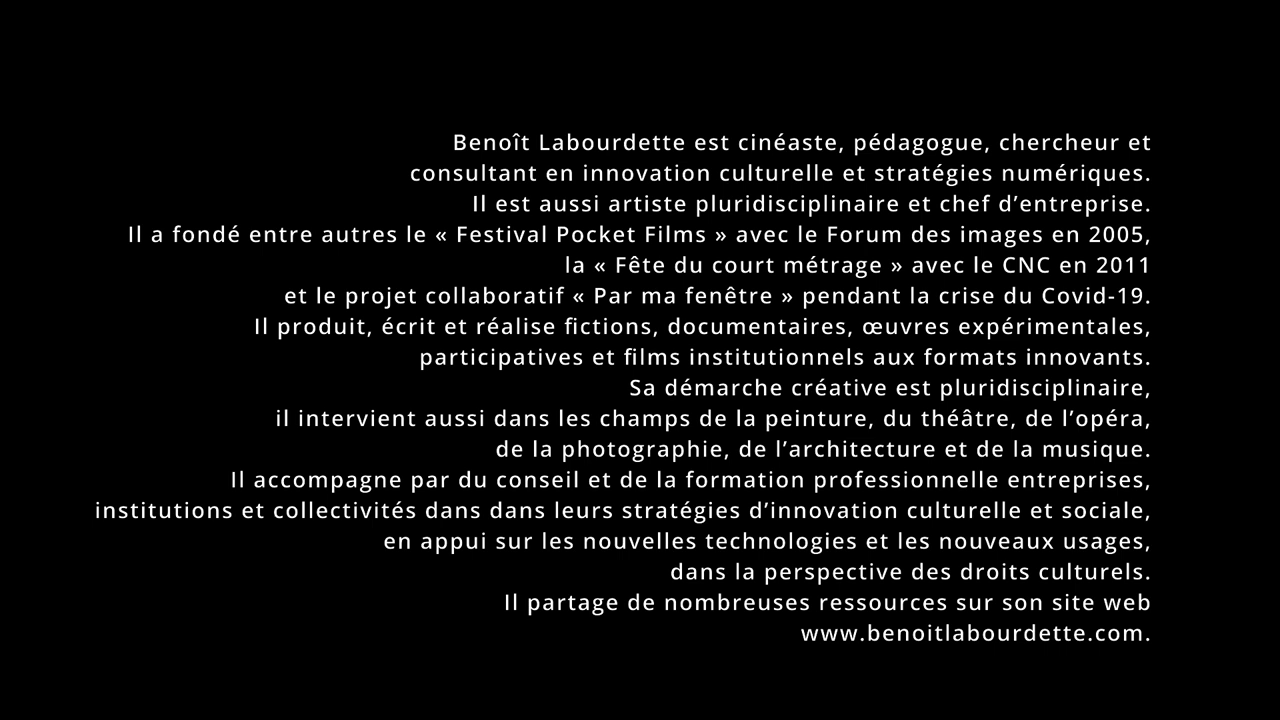 Benoît Labourdette est cinéaste, pédagogue, chercheur et
consultant en innovation culturelle et stratégies numériques.
Il est aussi artiste pluridisciplinaire et chef d’entreprise.
Il a fondé entre autres le « Festival Pocket Films » avec le Forum des images en 2005,
la « Fête du court métrage » avec le CNC en 2011
et le projet collaboratif « Par ma fenêtre » pendant la crise du Covid-19.
Il produit, écrit et réalise fictions, documentaires, œuvres expérimentales,
participatives et films institutionnels aux formats innovants.
Sa démarche créative est pluridisciplinaire,
il intervient aussi dans les champs de la peinture, du théâtre, de l’opéra,
de la photographie, de l’architecture et de la musique.
Il accompagne par du conseil et de la formation professionnelle entreprises,
institutions et collectivités dans dans leurs stratégies d’innovation culturelle et sociale,
en appui sur les nouvelles technologies et les nouveaux usages,
dans la perspective des droits culturels.
Il partage de nombreuses ressources sur son site web
www.benoitlabourdette.com.